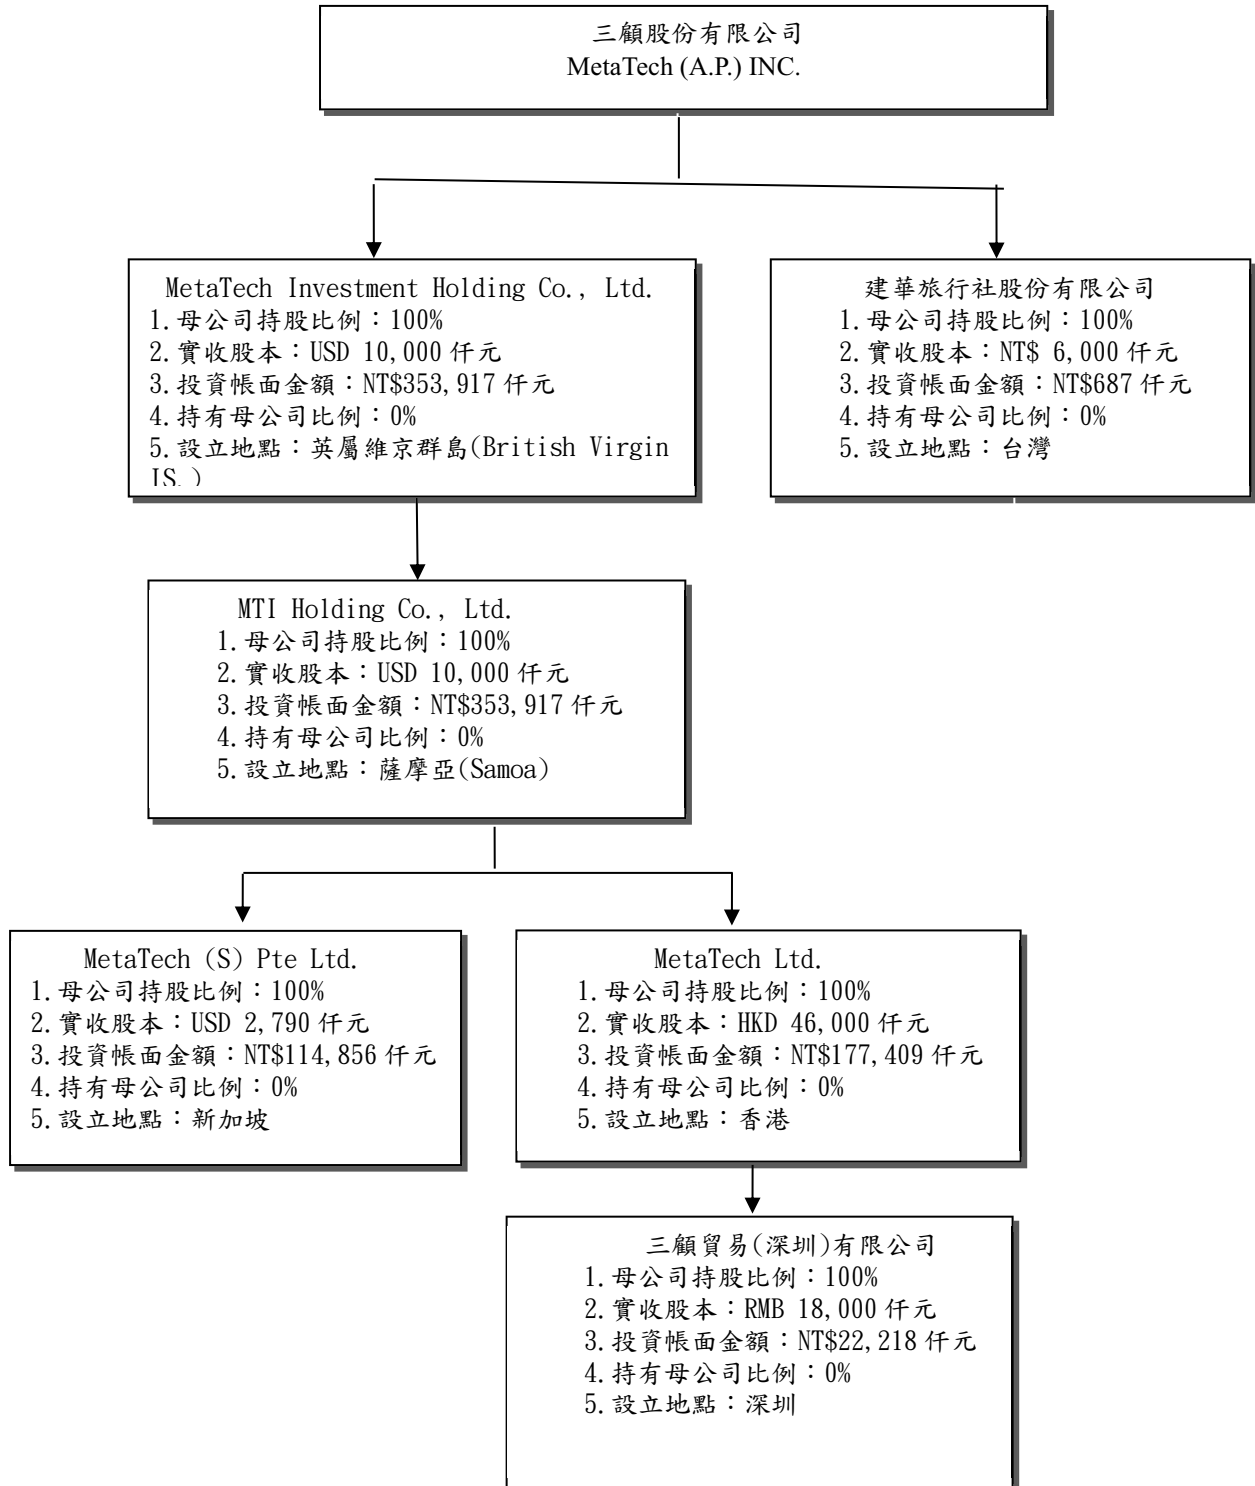 三顧股份有限公司
MetaTech (A.P.) INC.
MetaTech Investment Holding Co., Ltd.
1.母公司持股比例：100%
2.實收股本：USD 10,000 仟元
3.投資帳面金額：NT$353,917 仟元
4.持有母公司比例：0%
5.設立地點：英屬維京群島(British Virgin
IS.)
建華旅行社股份有限公司
1.母公司持股比例：100%
2.實收股本：NT$ 6,000 仟元
3.投資帳面金額：NT$687 仟元
4.持有母公司比例：0%
5.設立地點：台灣
MTI Holding Co., Ltd.
1.母公司持股比例：100%
2.實收股本：USD 10,000 仟元
3.投資帳面金額：NT$353,917 仟元
4.持有母公司比例：0%
5.設立地點：薩摩亞(Samoa)
MetaTech (S) Pte Ltd.
1.母公司持股比例：100%
2.實收股本：USD 2,790 仟元
3.投資帳面金額：NT$114,856 仟元
4.持有母公司比例：0%
5.設立地點：新加坡
MetaTech Ltd.
1.母公司持股比例：100%
2.實收股本：HKD 46,000 仟元
3.投資帳面金額：NT$177,409 仟元
4.持有母公司比例：0%
5.設立地點：香港
三顧貿易(深圳)有限公司
1.母公司持股比例：100%
2.實收股本：RMB 18,000 仟元
3.投資帳面金額：NT$22,218 仟元
4.持有母公司比例：0%
5.設立地點：深圳